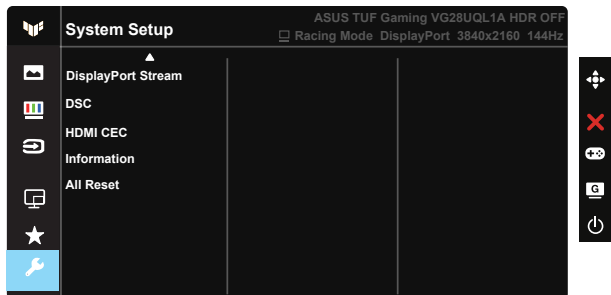 ASUS TUF Gaming VG28UQL1A HDR OFF
System Setup
Racing Mode DisplayPort 3840x2160 144Hz
DisplayPort Stream
DSC
HDMI CEC
Information
All Reset
G